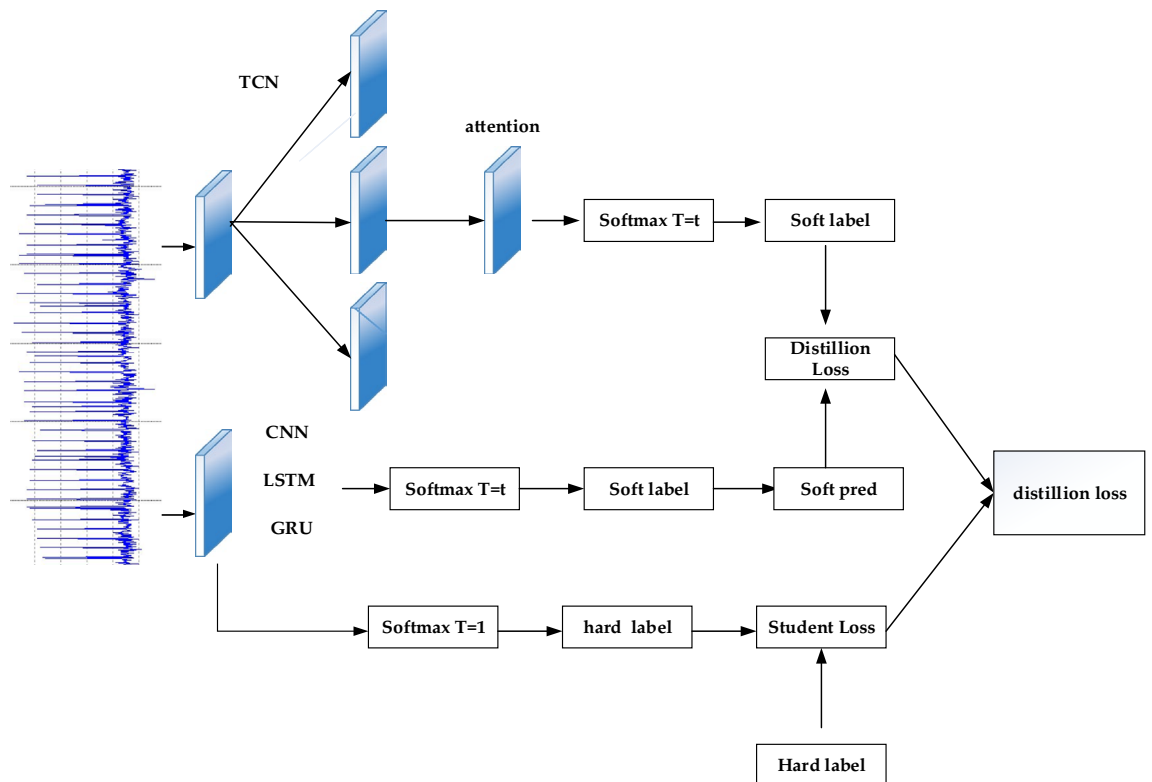 TCN
attention
Softmax T=t
Soft label
Distillion
Loss
CNN
LSTM
GRU
Softmax T=t
Soft label
Soft pred
distillion loss
Softmax T=1
hard label
Student Loss
Hard label